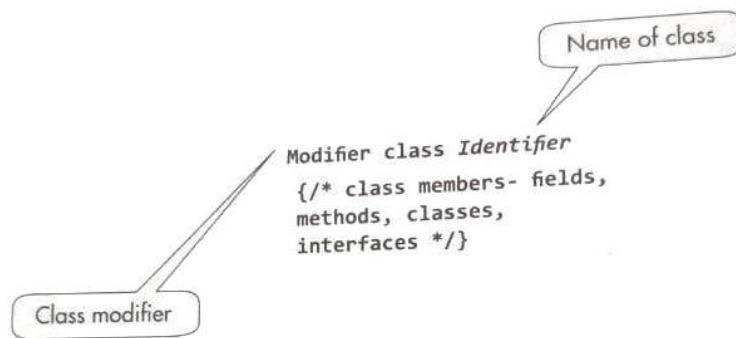 Name of class
Modifier class Identifier
{/* class members- fields,
methods, classes,
interfaces */}
Class modifier